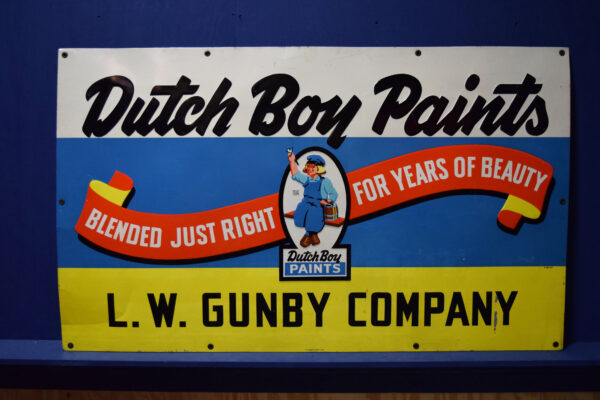 Dutch Boy Paints
BLENDED JUST RIGHT
FOR YEARS OF BEAUTY
Dutch Boy
PAINTS
L. W. GUNBY COMPANY